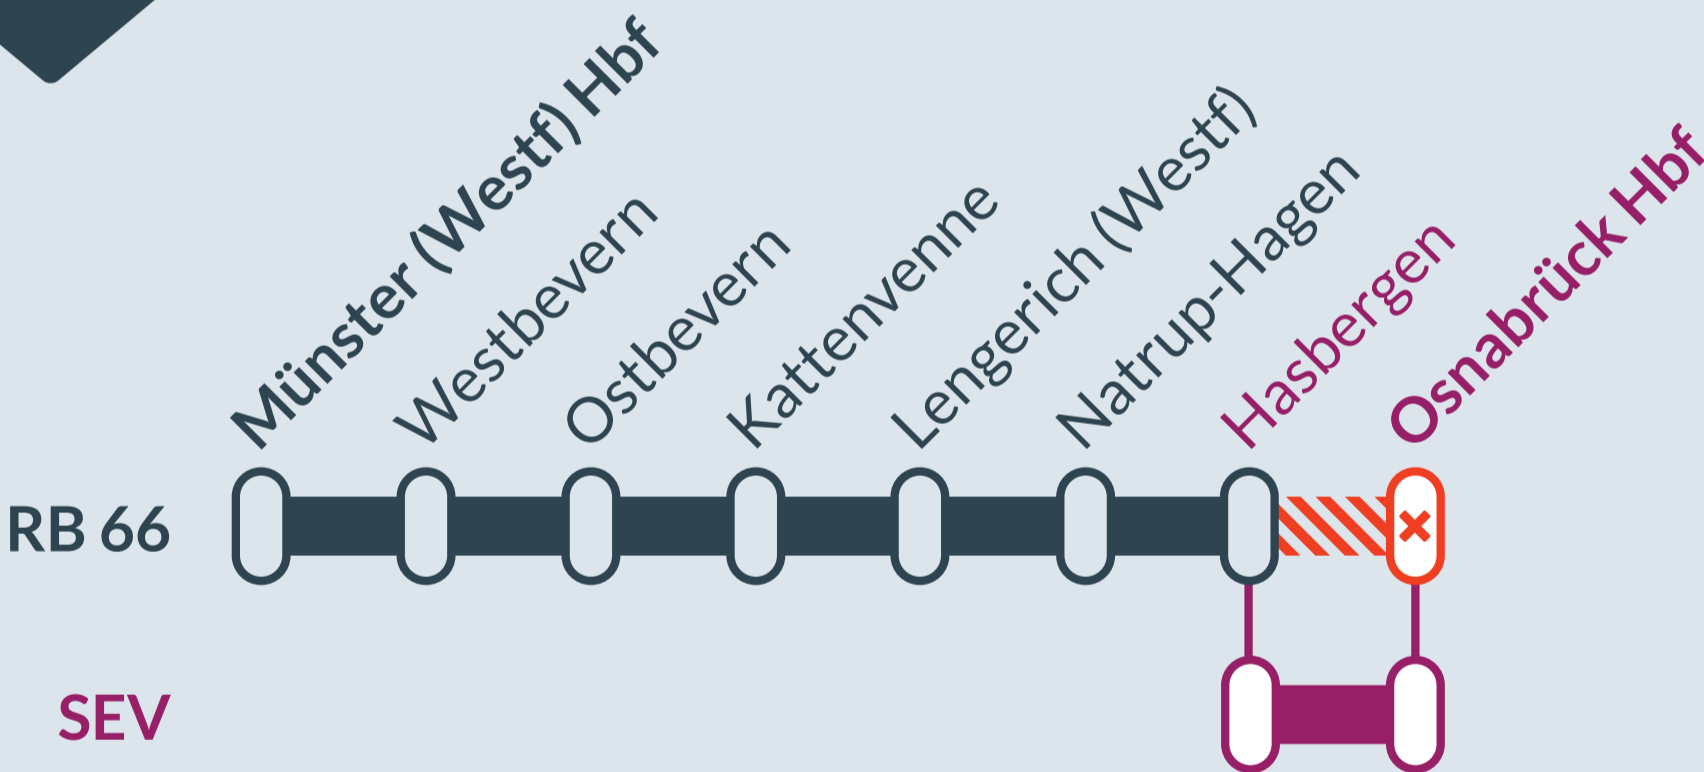 Münster (Westf) Hbf
Westbevern
Ostbevern
Kattenvenne
Lengerich (Westf)
Natrup-Hagen
Hasbergen
Osnabrück Hbf
RB 66
SEV